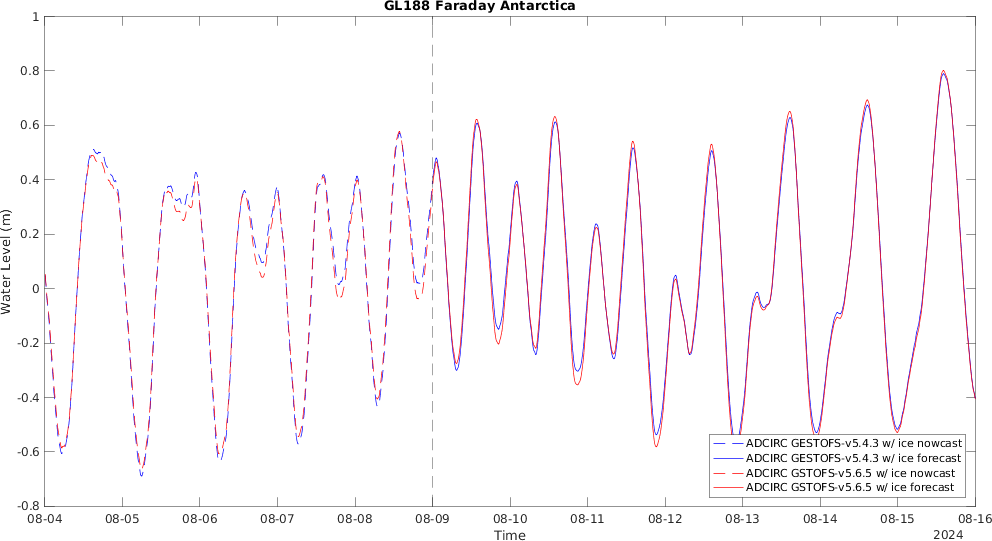 GL188 Faraday Antarctica
1
0.8
0.6
0.4
0.2
0
-0.2
-0.4
-0.6
-0.8
Water Level (m)
ADCIRC GESTOFS-v5.4.3 w/ ice nowcast
ADCIRC GESTOFS-v5.4.3 w/ ice forecast
ADCIRC GSTOFS-v5.6.5 w/ ice nowcast
ADCIRC GSTOFS-v5.6.5 w/ ice forecast
08-04 08-05 08-06 08-07 08-08 08-09 08-10 08-11 08-12 08-13 08-14 08-15 08-16
Time
2024